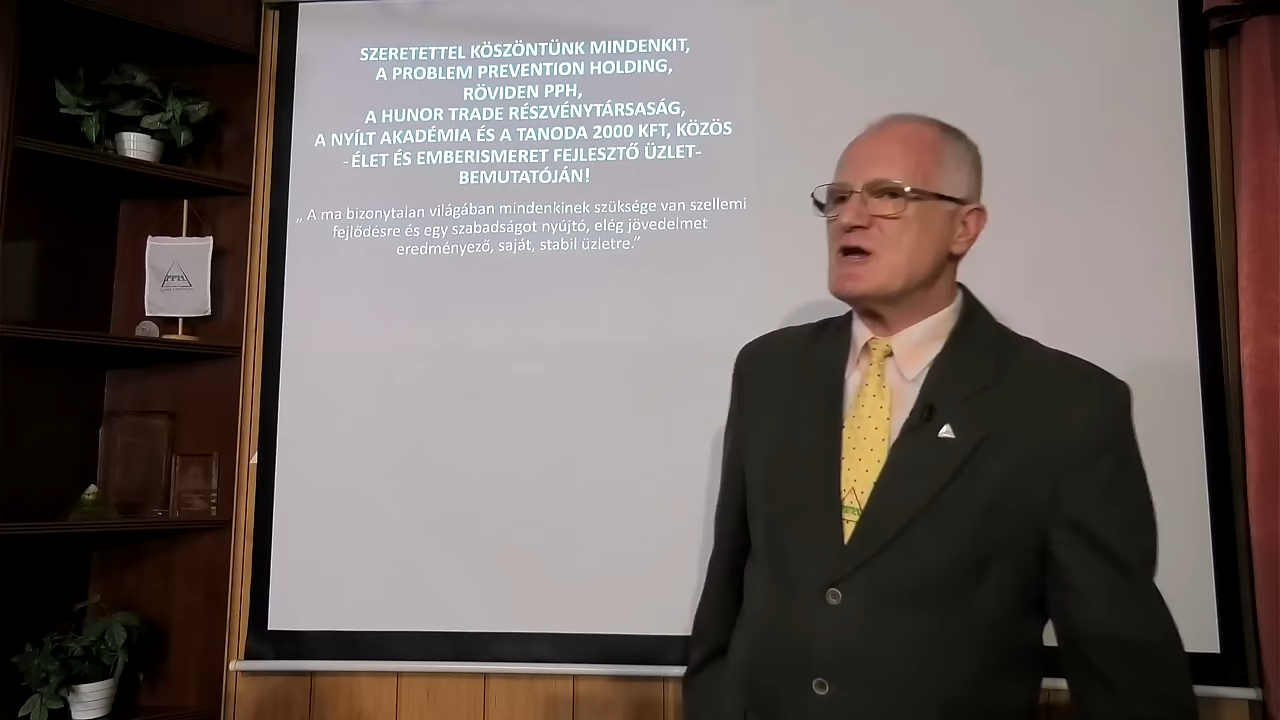 SZERETETTEL KÖSZÖNTÜNK MINDENKIT,
A PROBLEM PREVENTION HOLDING,
RÖVIDEN PPH,
A HUNOR TRADE RÉSZVÉNYTÁRSASÁG,
A NYÍLT AKADÉMIA ÉS A TANODA 2000 KFT, KÖZÖS
- ÉLET ÉS EMBERISMERET FEJLESZTŐ ÜZLET-
BEMUTATÓJÁN!
„ A ma bizonytalan világában mindenkinek szüksége van szellemi
fejlődésre és egy szabadságot nyújtó, elég jövedelmet
eredményező, saját, stabil üzletre.”
PPH